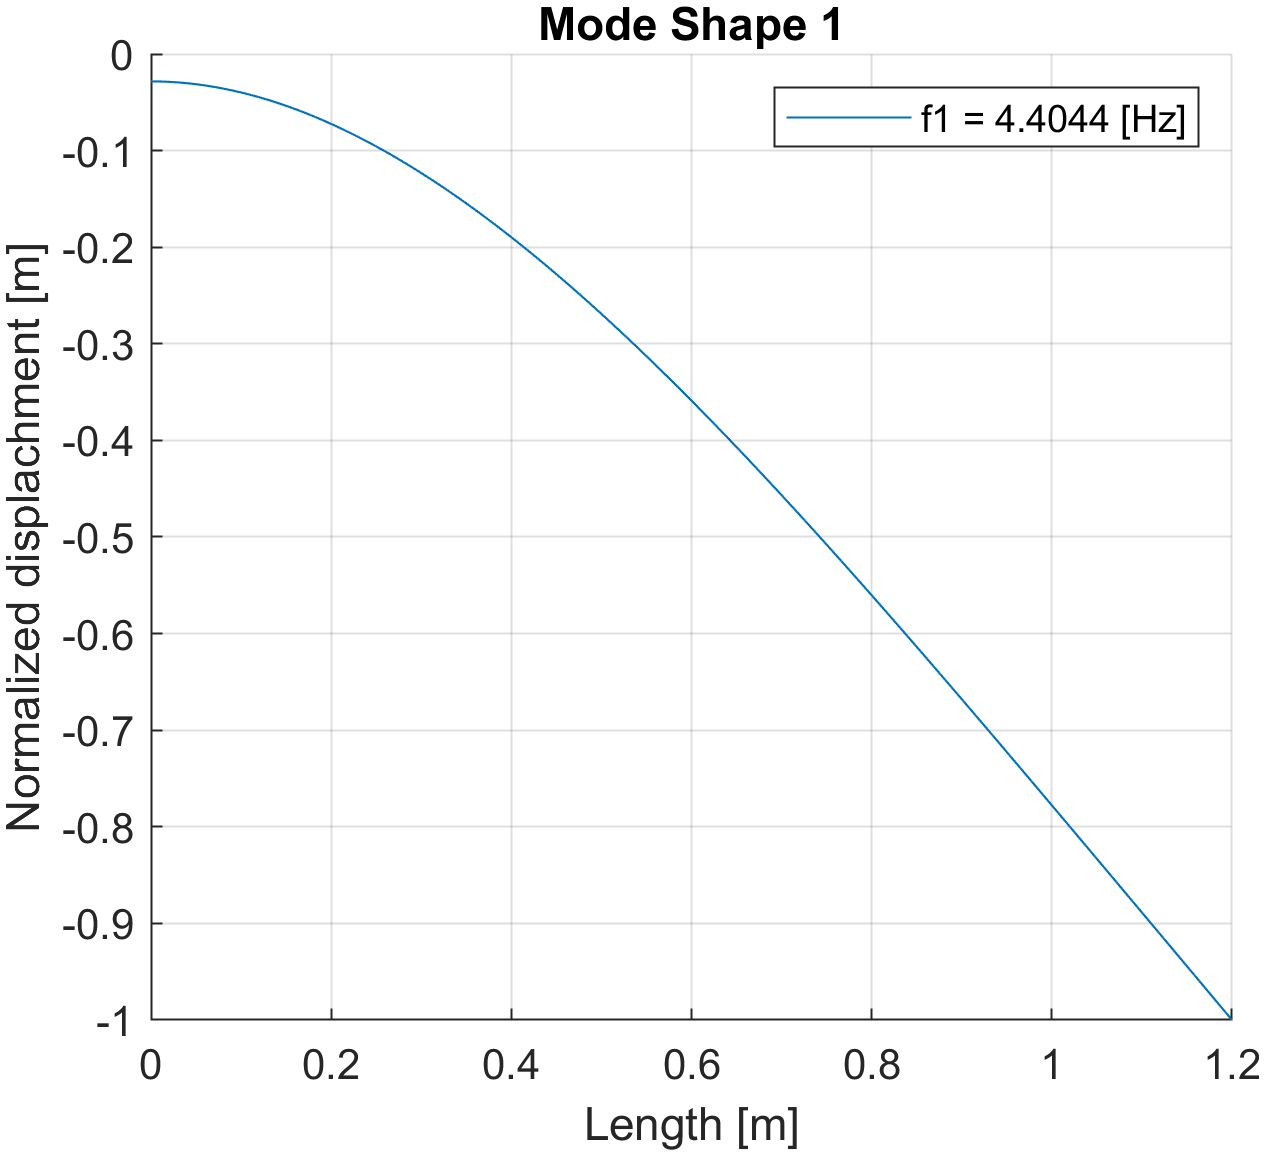 Mode Shape 1
f1 = 4.4044 [Hz]
Normalized displachment [m]
0
-0.1
-0.2
-0.3
-0.4
-0.5
-0.6
-0.7
-0.8
-0.9
-1
0 0.2 0.4 0.6 0.8 1 1.2
Length [m]